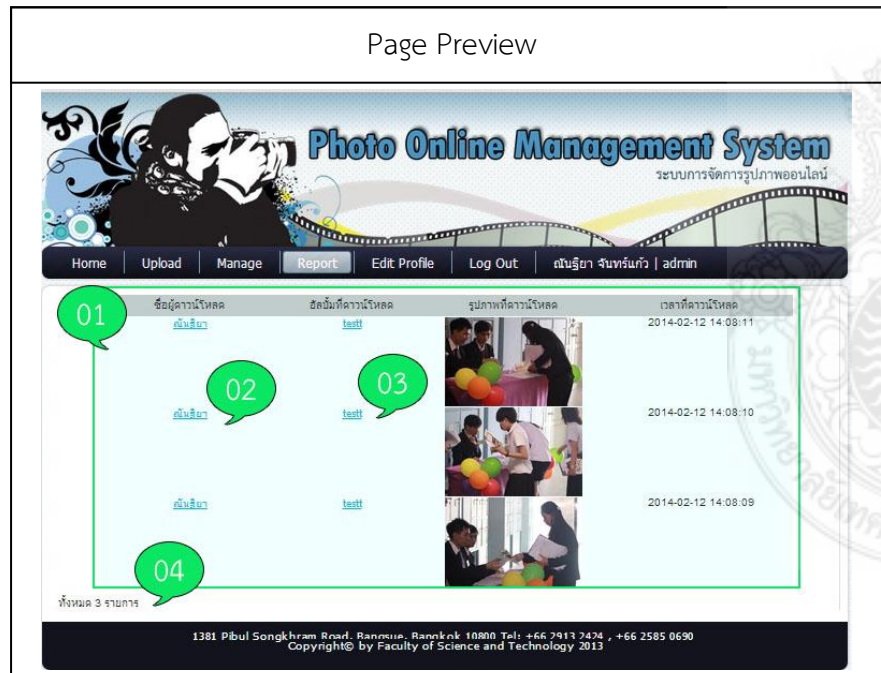 Page Preview
Photo Online Management System
ระบบการจัดการรูปภาพออนไลน์
Home Upload Manage Report Edit Profile Log Out ณันฐิยา จันทร์แก้ว | admin
01
ชื่อผู้ดาวน์โหลด อัลบั้มที่ดาวน์โหลด รูปภาพที่ดาวน์โหลด เวลาที่ดาวน์โหลด
ณันฐิยา testt 2014-02-12 14:08:11
02 03
ณันฐิยา testt 2014-02-12 14:08:10
ณันฐิยา testt 2014-02-12 14:08:09
04
ทั้งหมด 3 รายการ
1381 Pibul Songkhram Road, Bangsue, Bangkok 10800 Tel: +66 2913 2424 , +66 2585 0690
Copyright© by Faculty of Science and Technology 2013